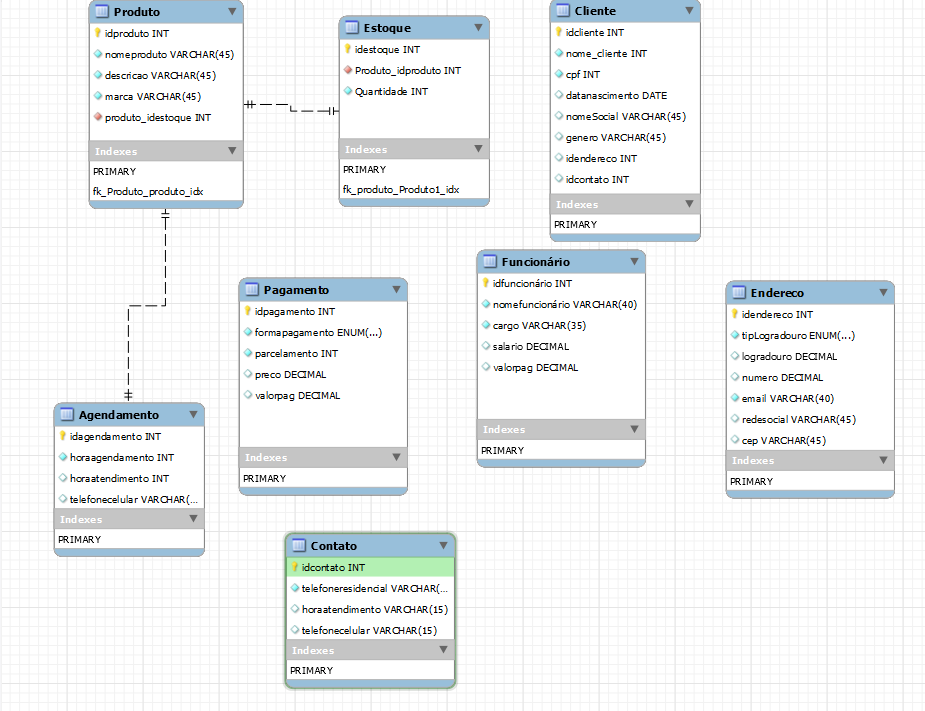 Produto
idproduto INT
nomeproduto VARCHAR(45)
descricao VARCHAR(45)
marca VARCHAR(45)
produto_idestoque INT
Indexes
PRIMARY
fk_Produto_produto_idx
Estoque
idestoque INT
Produto_idproduto INT
Quantidade INT
Indexes
PRIMARY
fk_produto_Produto1_idx
Cliente
idcliente INT
nome_cliente INT
cpf INT
datanascimento DATE
nomeSocial VARCHAR(45)
genero VARCHAR(45)
idendereco INT
idcontato INT
Indexes
PRIMARY
Pagamento
idpagamento INT
formapagamento ENUM(...)
parcelamento INT
preco DECIMAL
valorpag DECIMAL
Indexes
PRIMARY
Funcionário
idfuncionário INT
nomefuncionário VARCHAR(40)
cargo VARCHAR(35)
salario DECIMAL
valorpag DECIMAL
Indexes
PRIMARY
Endereco
idendereco INT
tipLogradouro ENUM(...)
logradouro DECIMAL
numero DECIMAL
email VARCHAR(40)
redesocial VARCHAR(45)
cep VARCHAR(45)
Indexes
PRIMARY
Agendamento
idagendamento INT
horaagendamento INT
horaatendimento INT
telefonecelular VARCHAR(...
Indexes
PRIMARY
Contato
idcontato INT
telefoneresidencial VARCHAR(...
horaatendimento VARCHAR(15)
telefonecelular VARCHAR(15)
Indexes
PRIMARY